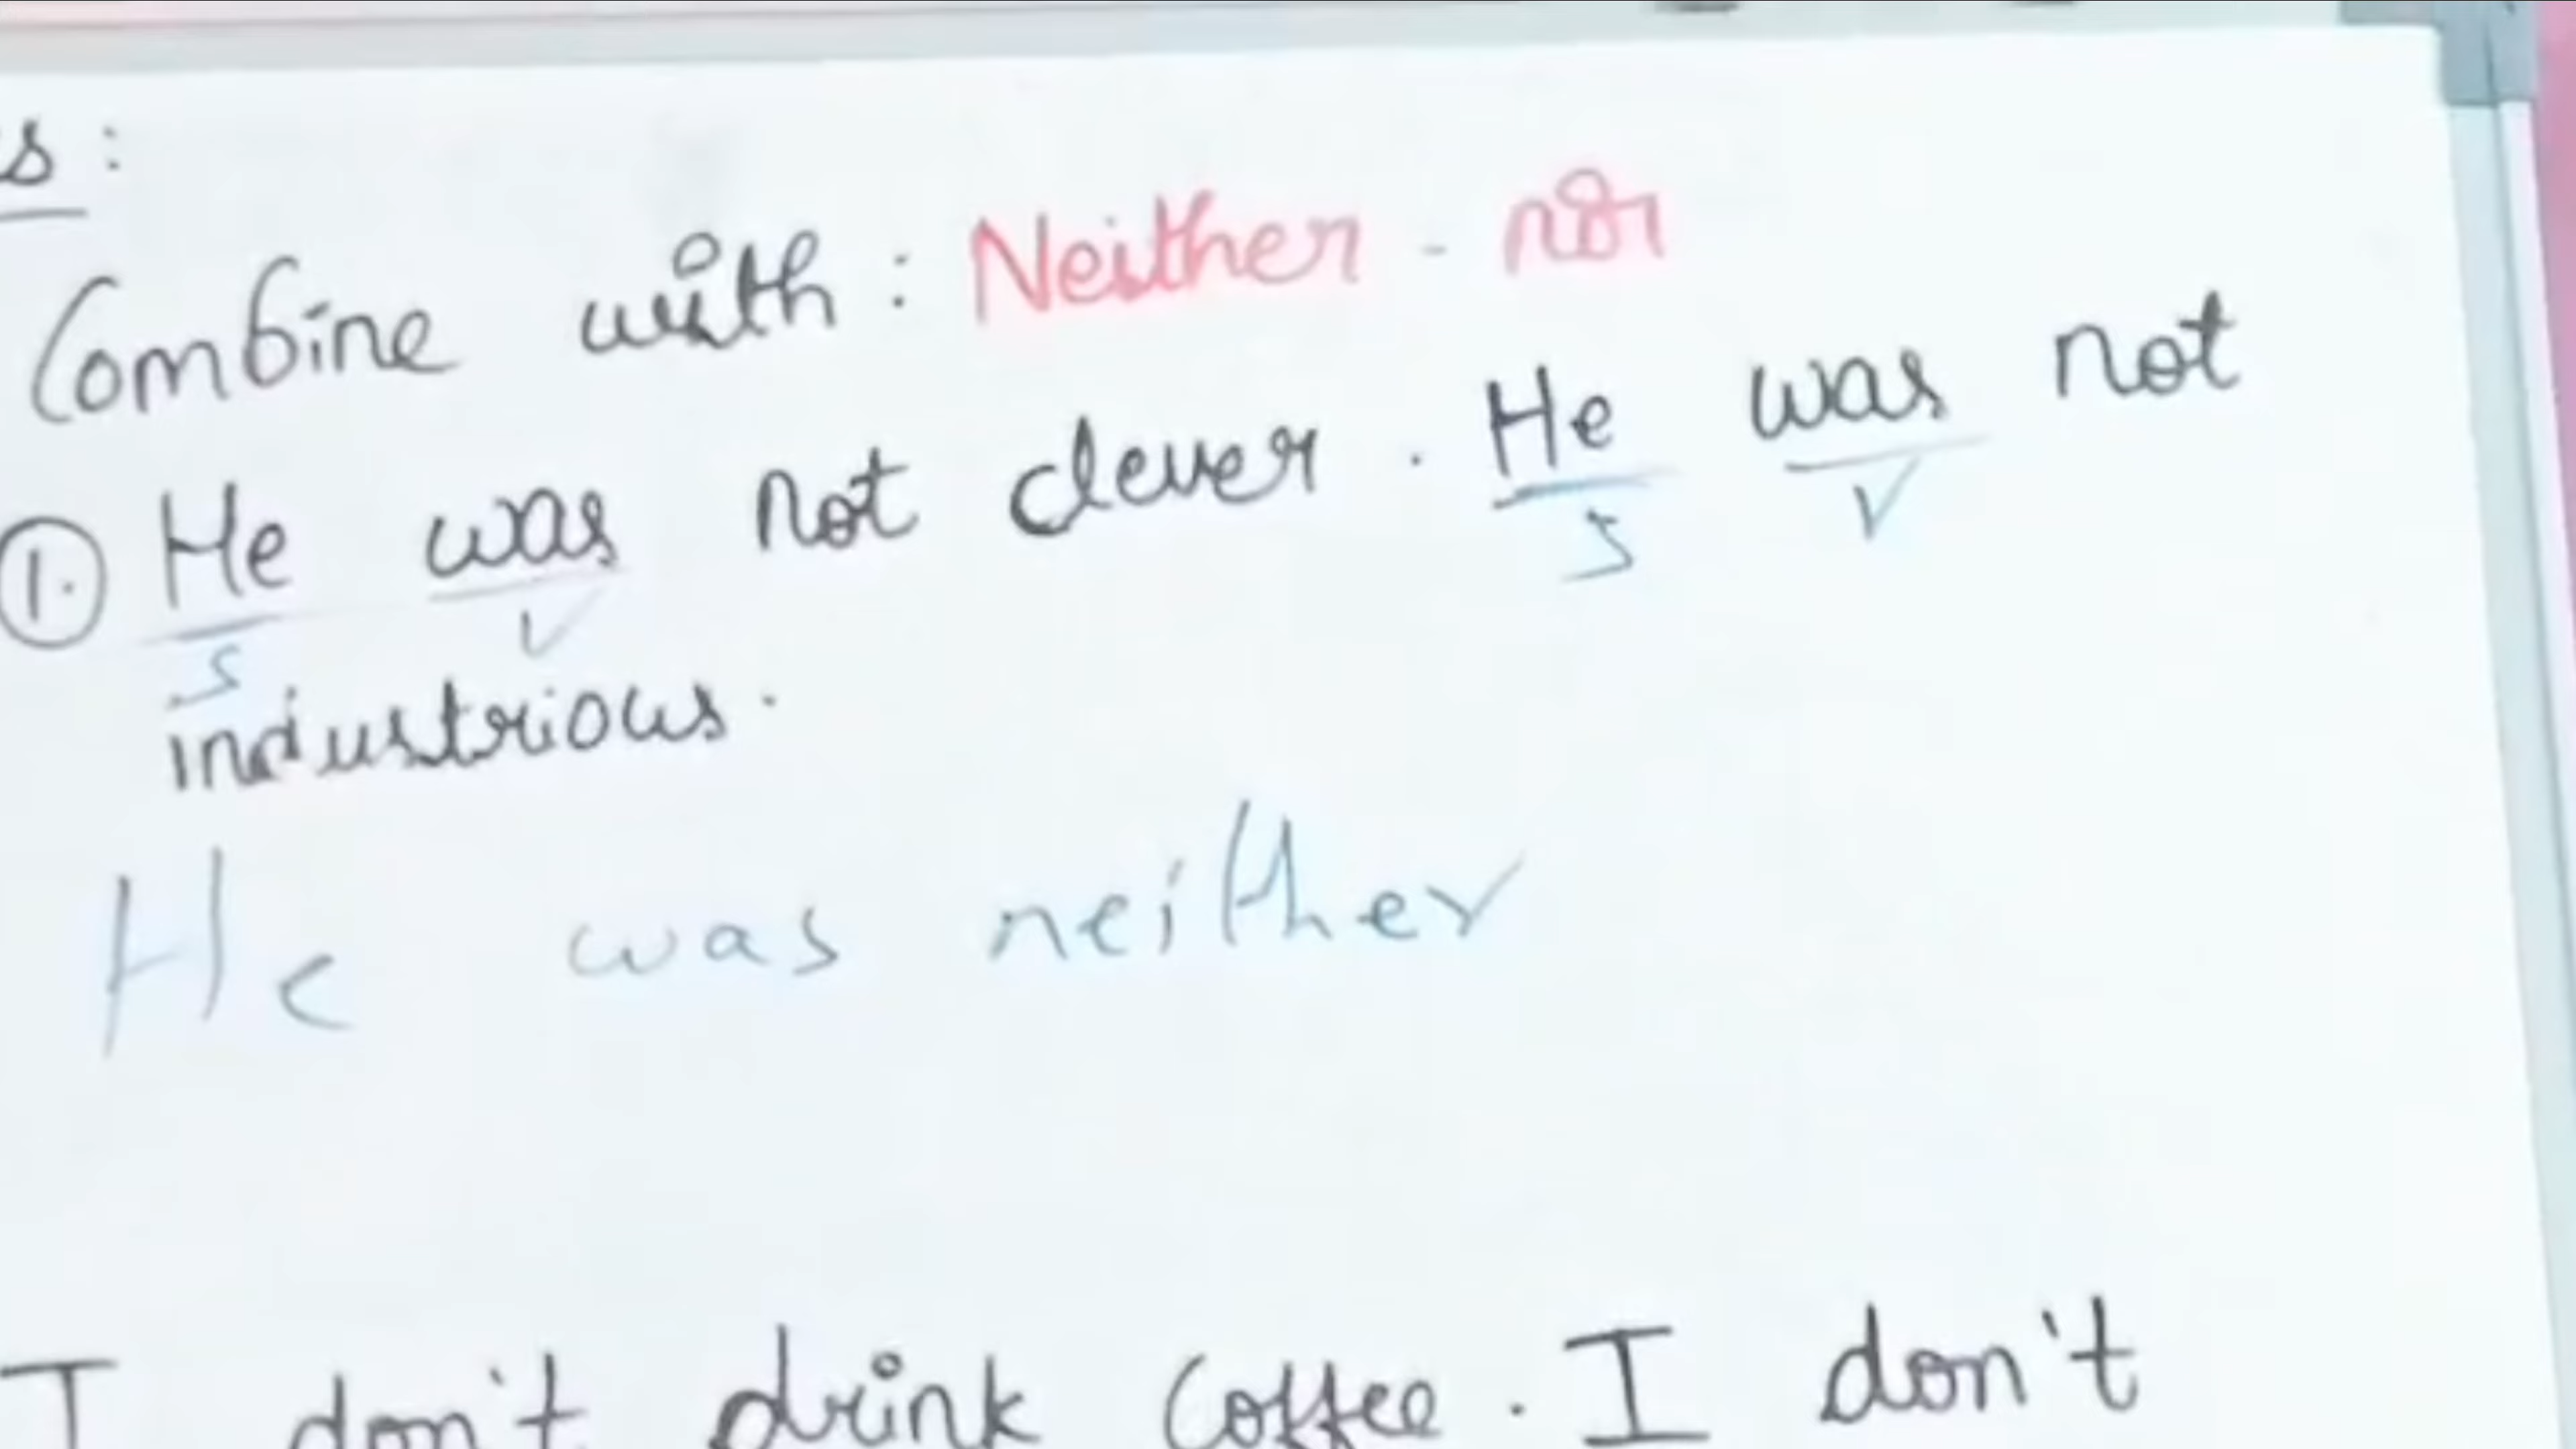 s:
Combine with: Neither - nor
1. He was not clever. He was not
S V S V
industrious.
He was neither
I don't drink coffee. I don't